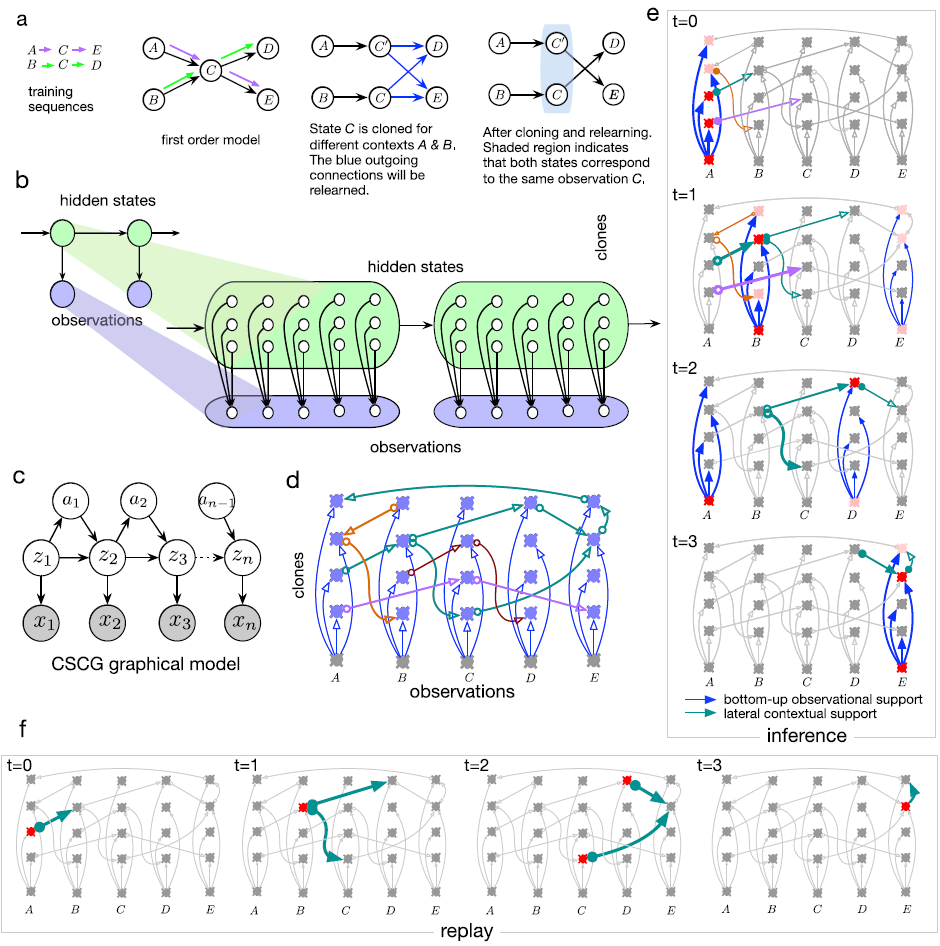 a
A C E
B C D
training
sequences
A
B
C
D
E
first order model
A
B
C′
C
D
E
State C is cloned for
different contexts A & B.
The blue outgoing
connections will be
relearned.
A
B
C′
C
D
E
After cloning and relearning.
Shaded region indicates
that both states correspond
to the same observation C.
b
hidden states
observations
hidden states
observations
c
a₁ a₂ aₙ₋₁
z₁ z₂ z₃ zₙ
x₁ x₂ x₃ xₙ
CSCG graphical model
d
clones
A B C D E
observations
e
t=0
A B C D E
t=1
clones
A B C D E
t=2
A B C D E
t=3
A B C D E
bottom-up observational support
lateral contextual support
inference
f
t=0 t=1 t=2 t=3
A B C D E A B C D E A B C D E A B C D E
replay